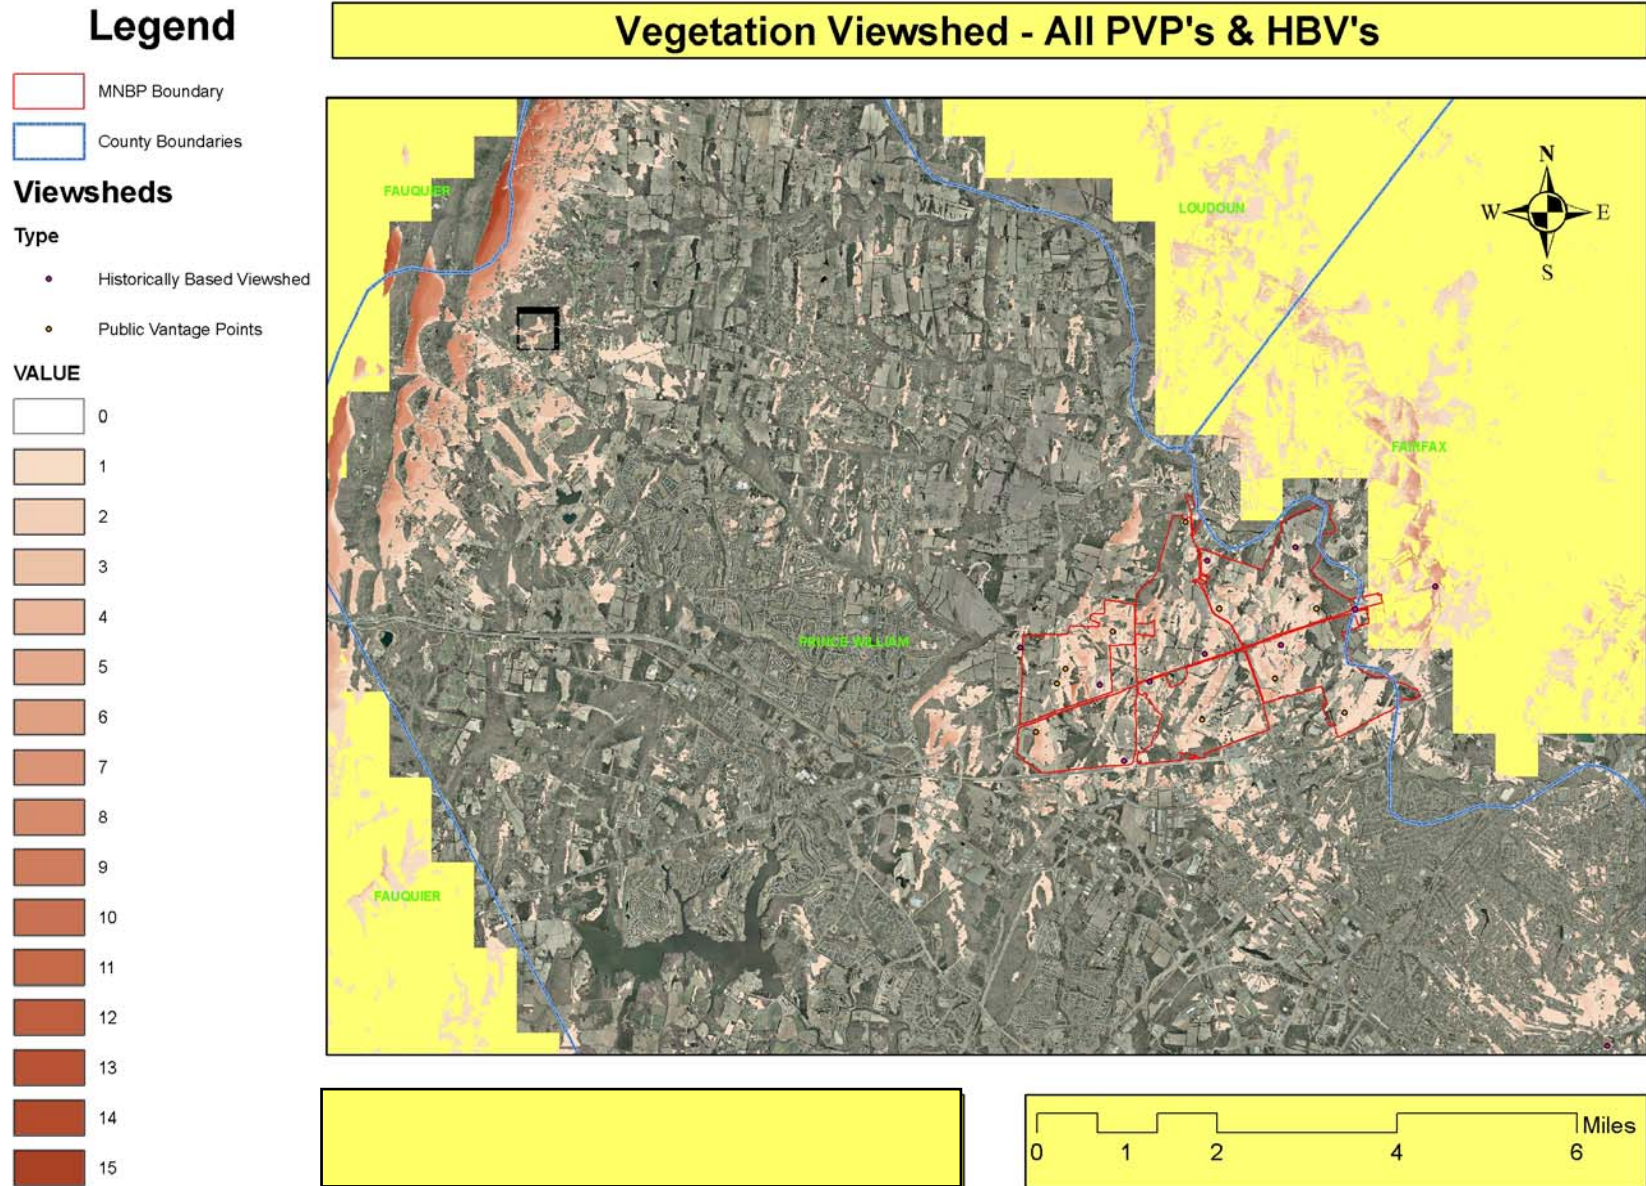 Legend
MNBP Boundary
County Boundaries
Viewsheds
Type
Historically Based Viewshed
Public Vantage Points
VALUE
0
1
2
3
4
5
6
7
8
9
10
11
12
13
14
15
Vegetation Viewshed - All PVP's & HBV's
FAUQUIER
LOUDOUN
N
W
E
S
FAIRFAX
PRINCE WILLIAM
FAUQUIER
Miles
0
1
2
4
6